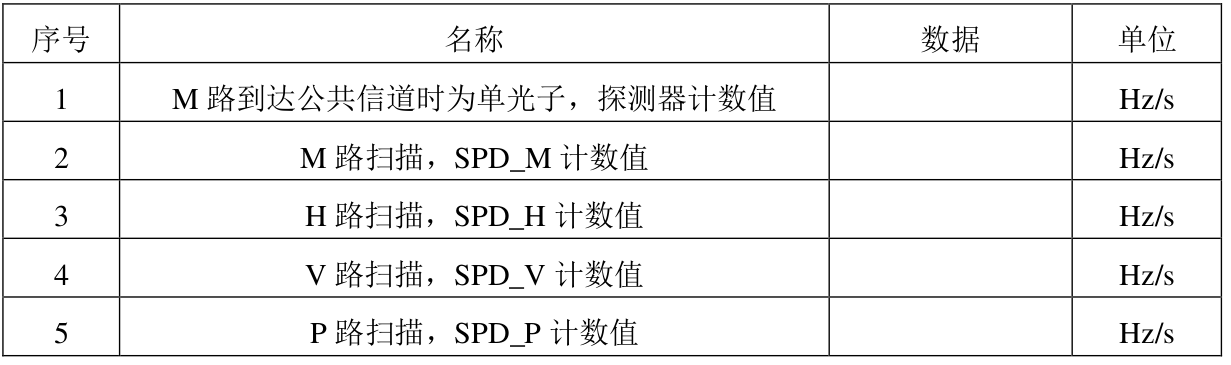 序号 名称 数据 单位
1 M 路到达公共信道时为单光子，探测器计数值 Hz/s
2 M 路扫描，SPD_M 计数值 Hz/s
3 H 路扫描，SPD_H 计数值 Hz/s
4 V 路扫描，SPD_V 计数值 Hz/s
5 P 路扫描，SPD_P 计数值 Hz/s